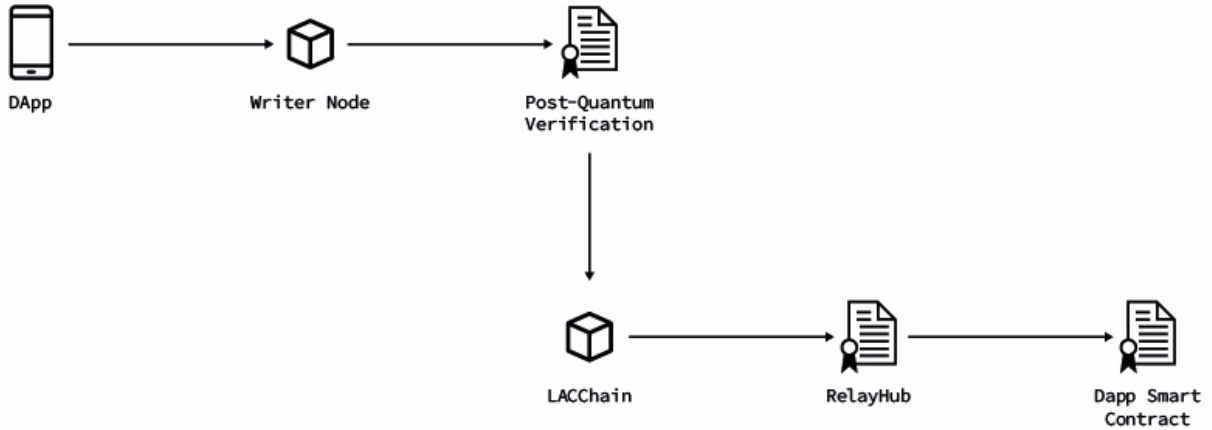 DApp
Writer Node
Post-Quantum
Verification
LACChain
RelayHub
Dapp Smart
Contract